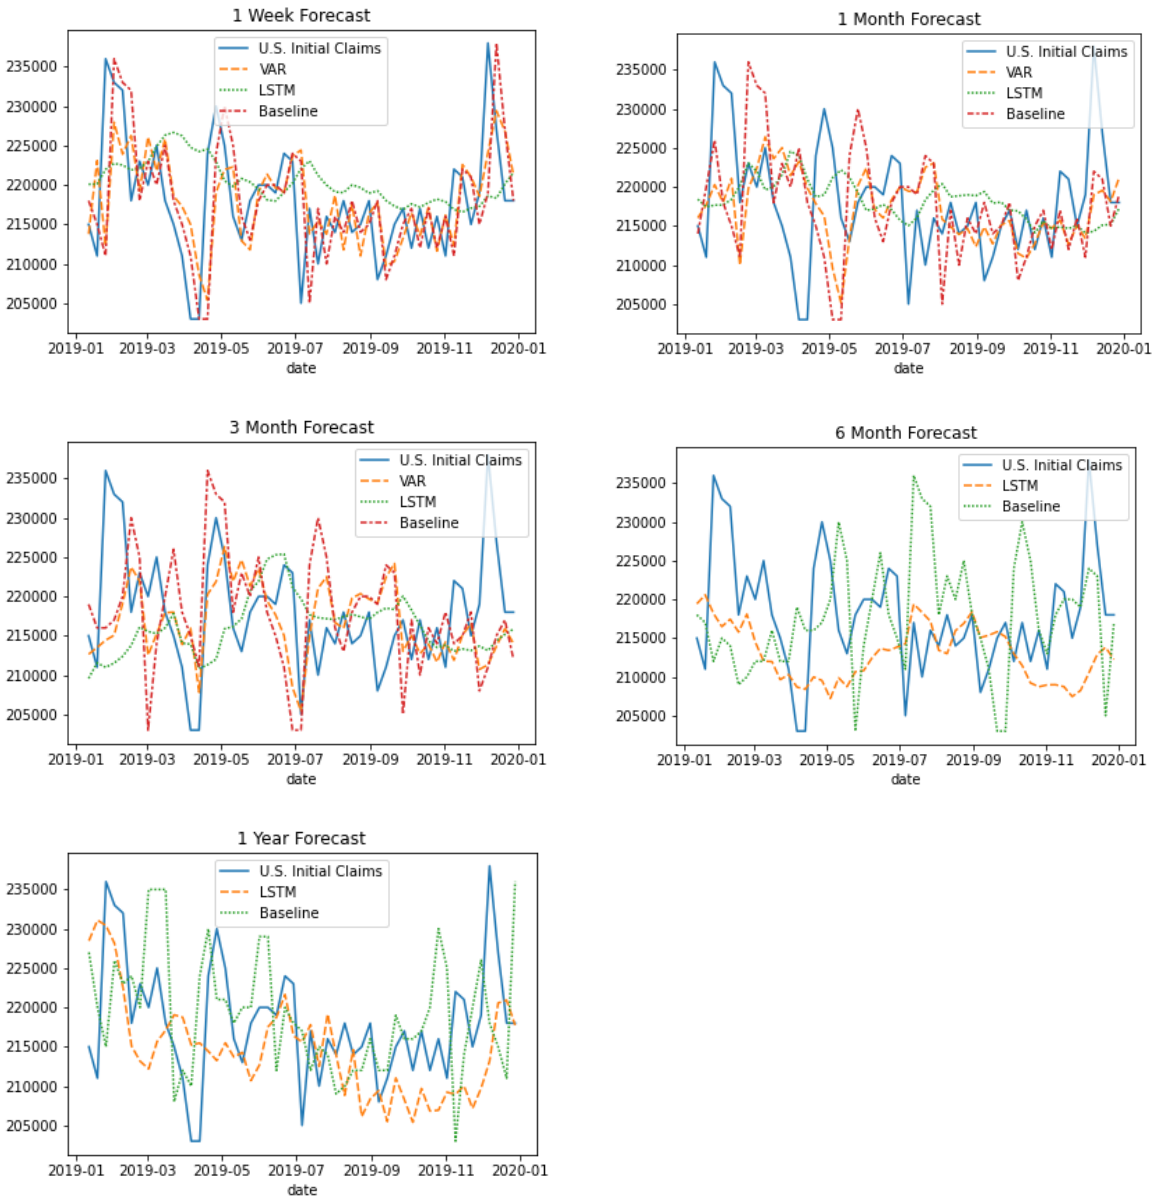 1 Week Forecast
U.S. Initial Claims
VAR
LSTM
Baseline
235000
230000
225000
220000
215000
210000
205000
2019-01 2019-03 2019-05 2019-07 2019-09 2019-11 2020-01
date
1 Month Forecast
U.S. Initial Claims
VAR
LSTM
Baseline
235000
230000
225000
220000
215000
210000
205000
2019-01 2019-03 2019-05 2019-07 2019-09 2019-11 2020-01
date
3 Month Forecast
U.S. Initial Claims
VAR
LSTM
Baseline
235000
230000
225000
220000
215000
210000
205000
2019-01 2019-03 2019-05 2019-07 2019-09 2019-11 2020-01
date
6 Month Forecast
U.S. Initial Claims
LSTM
Baseline
235000
230000
225000
220000
215000
210000
205000
2019-01 2019-03 2019-05 2019-07 2019-09 2019-11 2020-01
date
1 Year Forecast
U.S. Initial Claims
LSTM
Baseline
235000
230000
225000
220000
215000
210000
205000
2019-01 2019-03 2019-05 2019-07 2019-09 2019-11 2020-01
date